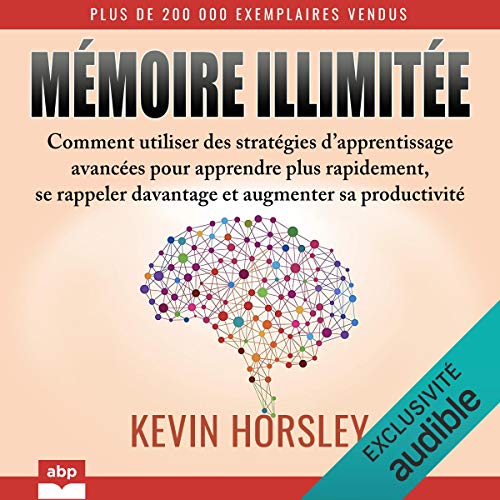 PLUS DE 200 000 EXEMPLAIRES VENDUS
MÉMOIRE ILLIMITÉE
Comment utiliser des stratégies d'apprentissage
avancées pour apprendre plus rapidement,
se rappeler davantage et augmenter sa productivité
KEVIN HORSLEY
EXCLUSIVITÉ
audible
abp